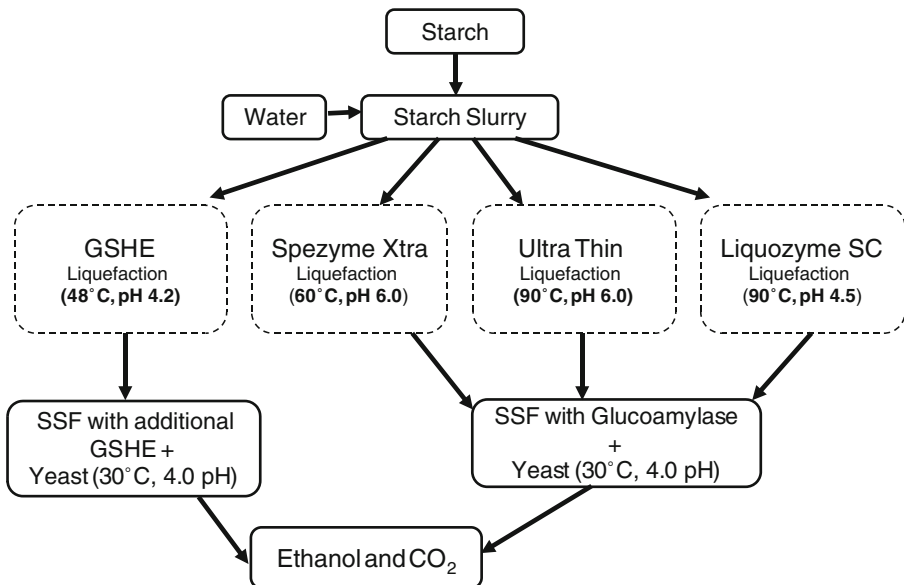 Starch
Water
Starch Slurry
GSHE
Liquefaction
(48°C, pH 4.2)
Spezyme Xtra
Liquefaction
(60°C, pH 6.0)
Ultra Thin
Liquefaction
(90°C, pH 6.0)
Liquozyme SC
Liquefaction
(90°C, pH 4.5)
SSF with additional
GSHE +
Yeast (30°C, 4.0 pH)
SSF with Glucoamylase
+
Yeast (30°C, 4.0 pH)
Ethanol and CO₂